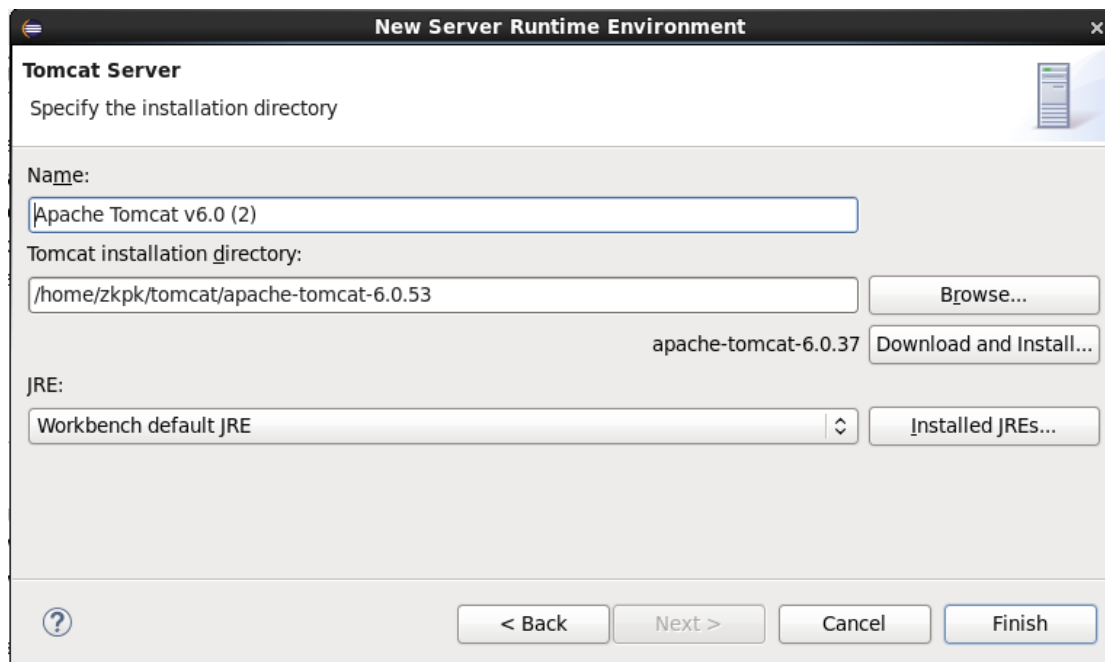 New Server Runtime Environment
Tomcat Server
Specify the installation directory
Name:
Apache Tomcat v6.0 (2)
Tomcat installation directory:
/home/zkpk/tomcat/apache-tomcat-6.0.53
Browse...
apache-tomcat-6.0.37 Download and Install...
JRE:
Workbench default JRE
Installed JREs...
< Back Next > Cancel Finish